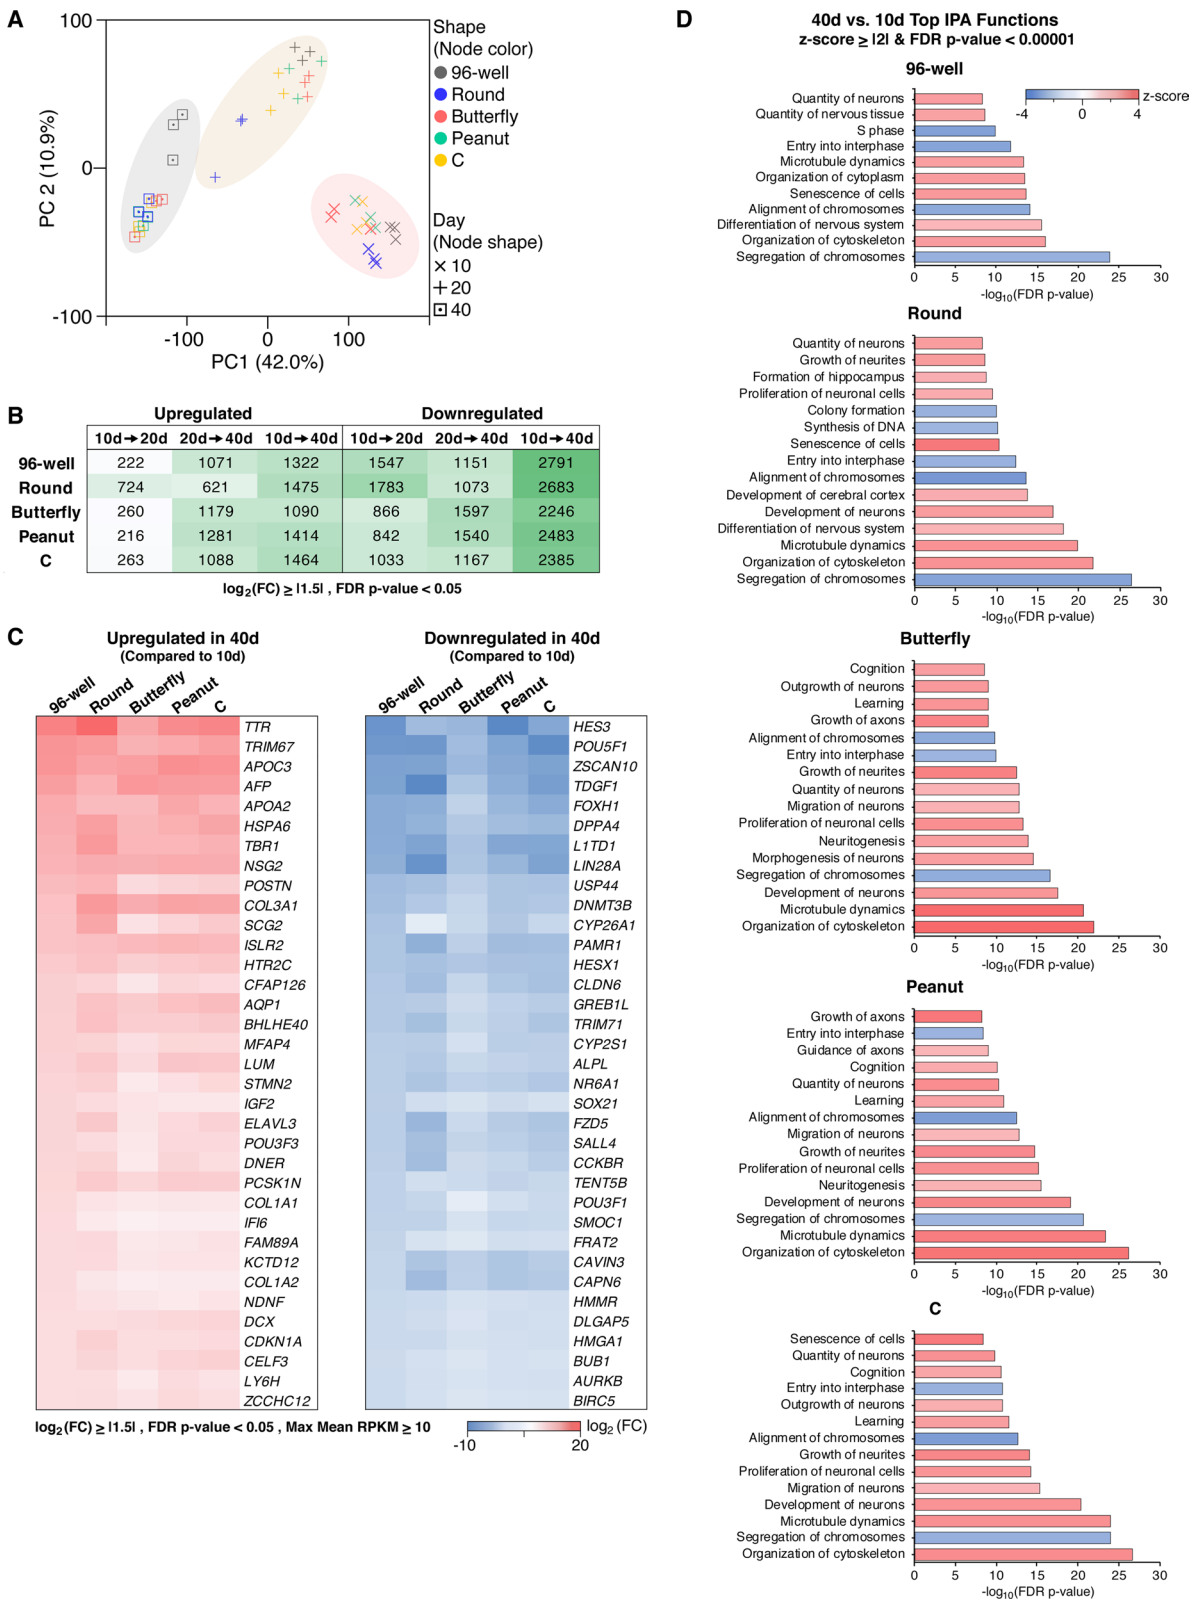 A
100
0
-100
PC 2 (10.9%)
-100
0
100
PC1 (42.0%)
Shape
(Node color)
96-well
Round
Butterfly
Peanut
C
Day
(Node shape)
10
20
40
B
Upregulated
Downregulated
10d➔20d 20d➔40d 10d➔40d 10d➔20d 20d➔40d 10d➔40d
96-well 222 1071 1322 1547 1151 2791
Round 724 621 1475 1783 1073 2683
Butterfly 260 1179 1090 866 1597 2246
Peanut 216 1281 1414 842 1540 2483
C 263 1088 1464 1033 1167 2385
log2(FC) ≥ |1.5| , FDR p-value < 0.05
C
Upregulated in 40d
(Compared to 10d)
96-well Round Butterfly Peanut C
TTR
TRIM67
APOC3
AFP
APOA2
HSPA6
TBR1
NSG2
POSTN
COL3A1
SCG2
ISLR2
HTR2C
CFAP126
AQP1
BHLHE40
MFAP4
LUM
STMN2
IGF2
ELAVL3
POU3F3
DNER
PCSK1N
COL1A1
IFI6
FAM89A
KCTD12
COL1A2
NDNF
DCX
CDKN1A
CELF3
LY6H
ZCCHC12
Downregulated in 40d
(Compared to 10d)
96-well Round Butterfly Peanut C
HES3
POU5F1
ZSCAN10
TDGF1
FOXH1
DPPA4
L1TD1
LIN28A
USP44
DNMT3B
CYP26A1
PAMR1
HESX1
CLDN6
GREB1L
TRIM71
CYP2S1
ALPL
NR6A1
SOX21
FZD5
SALL4
CCKBR
TENT5B
POU3F1
SMOC1
FRAT2
CAVIN3
CAPN6
HMMR
DLGAP5
HMGA1
BUB1
AURKB
BIRC5
log2(FC) ≥ |1.5| , FDR p-value < 0.05 , Max Mean RPKM ≥ 10
log2 (FC)
-10 20
D
40d vs. 10d Top IPA Functions
z-score ≥ |2| & FDR p-value < 0.00001
96-well
z-score
-4 0 4
Quantity of neurons
Quantity of nervous tissue
S phase
Entry into interphase
Microtubule dynamics
Organization of cytoplasm
Senescence of cells
Alignment of chromosomes
Differentiation of nervous system
Organization of cytoskeleton
Segregation of chromosomes
0 5 10 15 20 25 30
-log10(FDR p-value)
Round
Quantity of neurons
Growth of neurites
Formation of hippocampus
Proliferation of neuronal cells
Colony formation
Synthesis of DNA
Senescence of cells
Entry into interphase
Alignment of chromosomes
Development of cerebral cortex
Development of neurons
Differentiation of nervous system
Microtubule dynamics
Organization of cytoskeleton
Segregation of chromosomes
0 5 10 15 20 25 30
-log10(FDR p-value)
Butterfly
Cognition
Outgrowth of neurons
Learning
Growth of axons
Alignment of chromosomes
Entry into interphase
Growth of neurites
Quantity of neurons
Migration of neurons
Proliferation of neuronal cells
Neuritogenesis
Morphogenesis of neurons
Segregation of chromosomes
Development of neurons
Microtubule dynamics
Organization of cytoskeleton
0 5 10 15 20 25 30
-log10(FDR p-value)
Peanut
Growth of axons
Entry into interphase
Guidance of axons
Cognition
Quantity of neurons
Learning
Alignment of chromosomes
Migration of neurons
Growth of neurites
Proliferation of neuronal cells
Neuritogenesis
Development of neurons
Segregation of chromosomes
Microtubule dynamics
Organization of cytoskeleton
0 5 10 15 20 25 30
-log10(FDR p-value)
C
Senescence of cells
Quantity of neurons
Cognition
Entry into interphase
Outgrowth of neurons
Learning
Alignment of chromosomes
Growth of neurites
Proliferation of neuronal cells
Migration of neurons
Development of neurons
Microtubule dynamics
Segregation of chromosomes
Organization of cytoskeleton
0 5 10 15 20 25 30
-log10(FDR p-value)